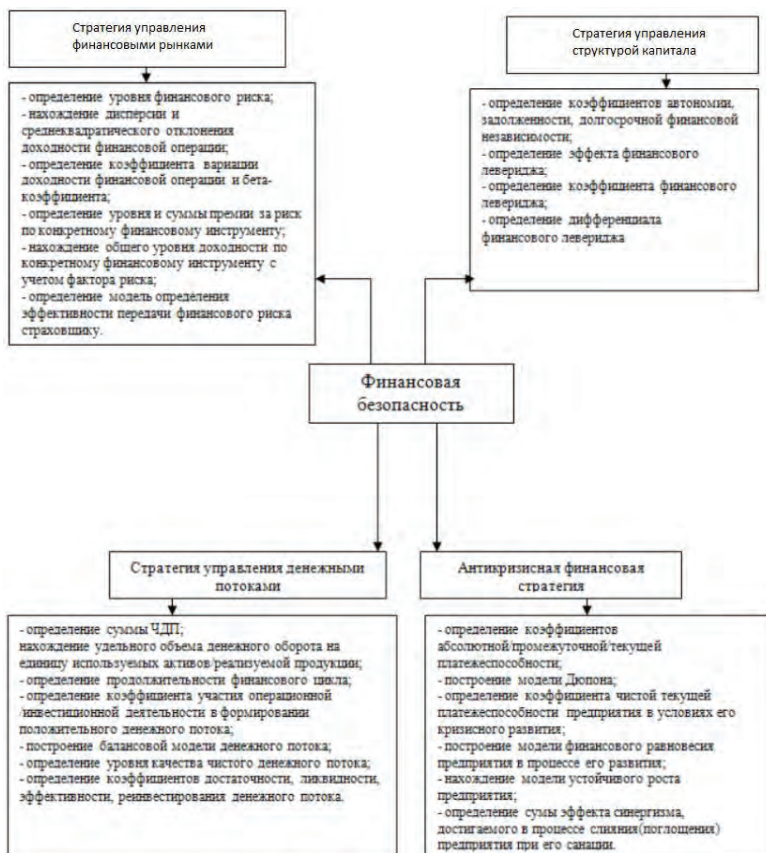 Стратегия управления
финансовыми рынками
Стратегия управления
структурой капитала
- определение уровня финансового риска;
- нахождение дисперсии и
среднеквадратического отклонения
доходности финансовой операции;
- определение коэффициента вариации
доходности финансовой операции и бета-
коэффициента;
- определение уровня и суммы премии за риск
по конкретному финансовому инструменту;
- нахождение общего уровня доходности по
конкретному финансовому инструменту с
учетом фактора риска;
- определение модель определения
эффективности передачи финансового риска
страховщику.
- определение коэффициентов автономии,
задолженности, долгосрочной финансовой
независимости;
- определение эффекта финансового
левериджа;
- определение коэффициента финансового
левериджа;
- определение дифференциала
финансового левериджа
Финансовая
безопасность
Стратегия управления денежными
потоками
Антикризисная финансовая
стратегия
- определение суммы ЧДП;
нахождение удельного объема денежного оборота на
единицу используемых активов/реализуемой продукции;
- определение продолжительности финансового цикла;
- определение коэффициента участия операционной
/инвестиционной деятельности в формировании
положительного денежного потока;
- построение балансовой модели денежного потока;
- определение уровня качества чистого денежного потока;
- определение коэффициентов достаточности, ликвидности,
эффективности, реинвестирования денежного потока.
- определение коэффициентов
абсолютной/промежуточной/текущей
платежеспособности;
- построение модели Дюпона;
- определение коэффициента чистой текущей
платежеспособности предприятия в условиях его
кризисного развития;
- построение модели финансового равновесия
предприятия в процессе его развития;
- нахождение модели устойчивого роста
предприятия;
- определение сумы эффекта синергизма,
достигаемого в процессе слияния(поглощения)
предприятия при его санации.